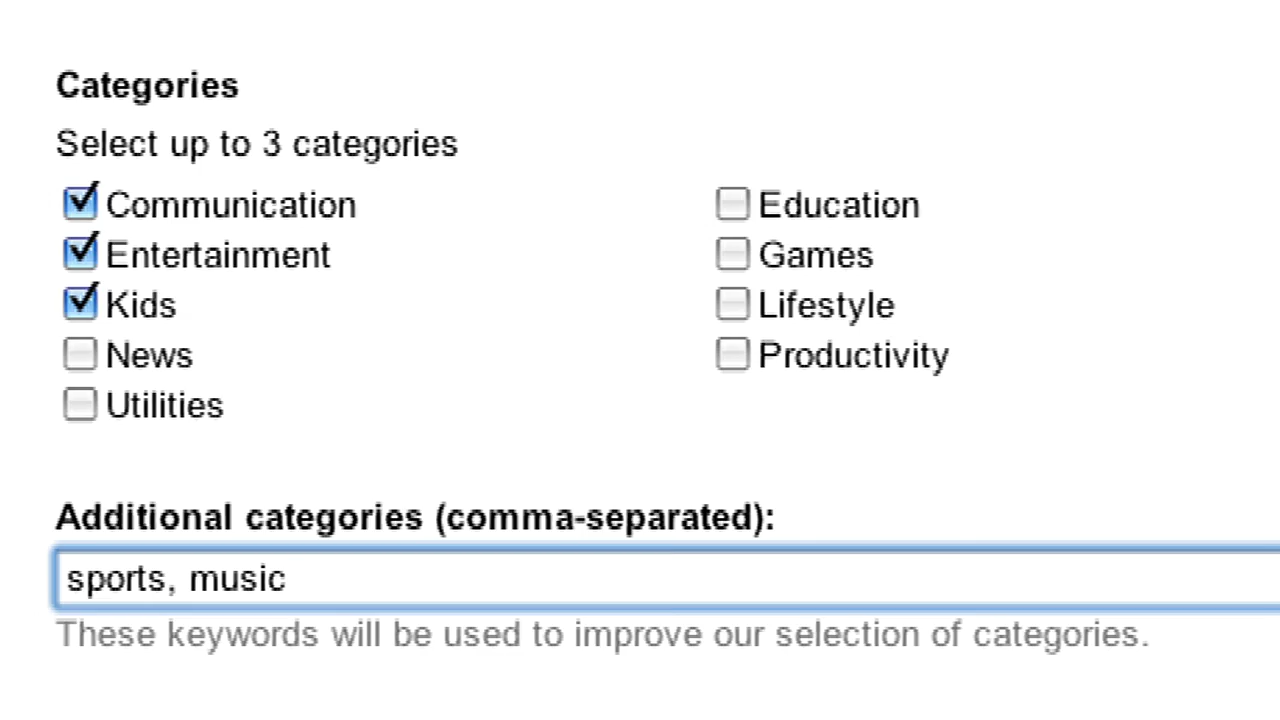 Categories
Select up to 3 categories
Communication
Education
Entertainment
Games
Kids
Lifestyle
News
Productivity
Utilities
Additional categories (comma-separated):
sports, music
These keywords will be used to improve our selection of categories.